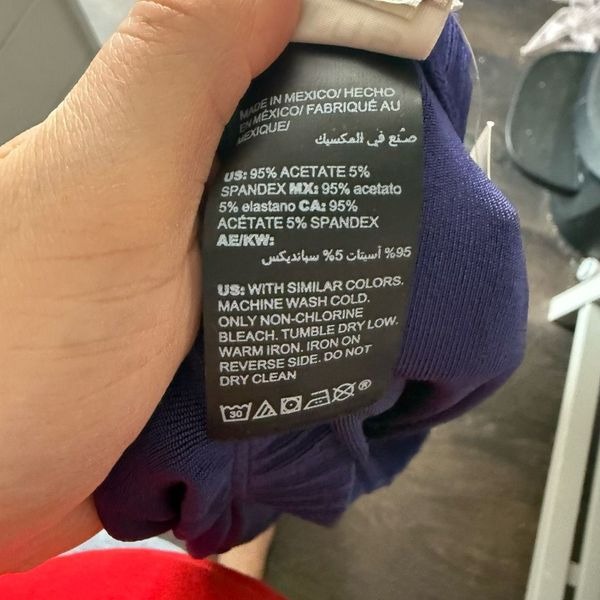 MADE IN MEXICO/ HECHO
EN MÉXICO/ FABRIQUÉ AU
MEXIQUE/
صنع في المكسيك
US: 95% ACETATE 5%
SPANDEX MX: 95% acetato
5% elastano CA: 95%
ACÉTATE 5% SPANDEX
AE/KW:
95% أسيتات 5% سبانديكس
US: WITH SIMILAR COLORS.
MACHINE WASH COLD.
ONLY NON-CHLORINE
BLEACH. TUMBLE DRY LOW.
WARM IRON. IRON ON
REVERSE SIDE. DO NOT
DRY CLEAN
30 ®